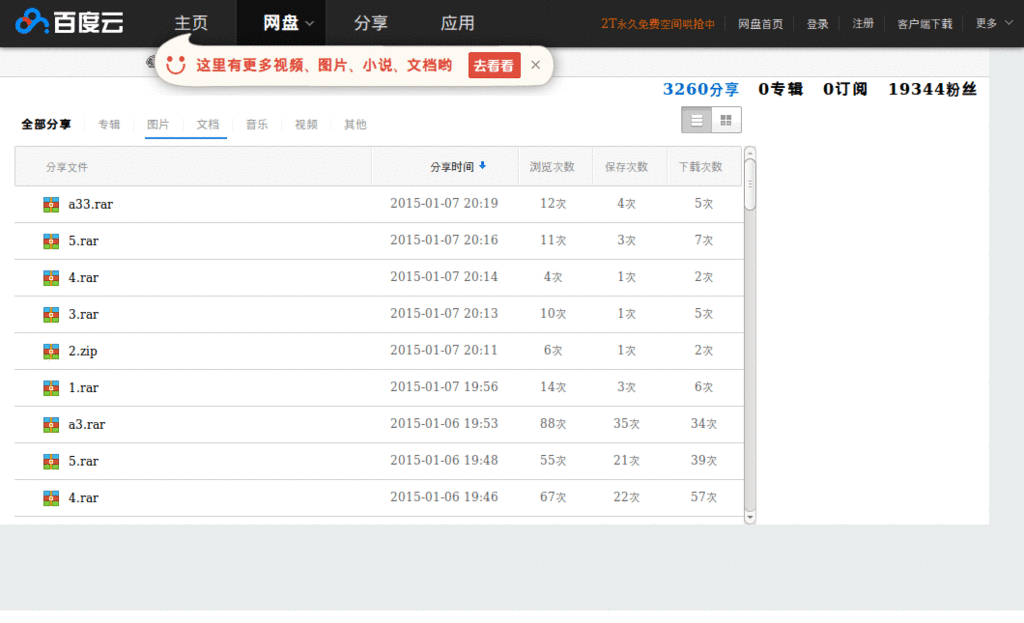 百度云 主页 网盘 分享 应用 2T永久免费空间哄抢中 网盘首页 登录 注册 客户端下载 更多
这里有更多视频、图片、小说、文档哟 去看看 ×
3260分享 0专辑 0订阅 19344粉丝
全部分享 专辑 图片 文档 音乐 视频 其他
分享文件 分享时间 浏览次数 保存次数 下载次数
a33.rar 2015-01-07 20:19 12次 4次 5次
5.rar 2015-01-07 20:16 11次 3次 7次
4.rar 2015-01-07 20:14 4次 1次 2次
3.rar 2015-01-07 20:13 10次 1次 5次
2.zip 2015-01-07 20:11 6次 1次 2次
1.rar 2015-01-07 19:56 14次 3次 6次
a3.rar 2015-01-06 19:53 88次 35次 34次
5.rar 2015-01-06 19:48 55次 21次 39次
4.rar 2015-01-06 19:46 67次 22次 57次